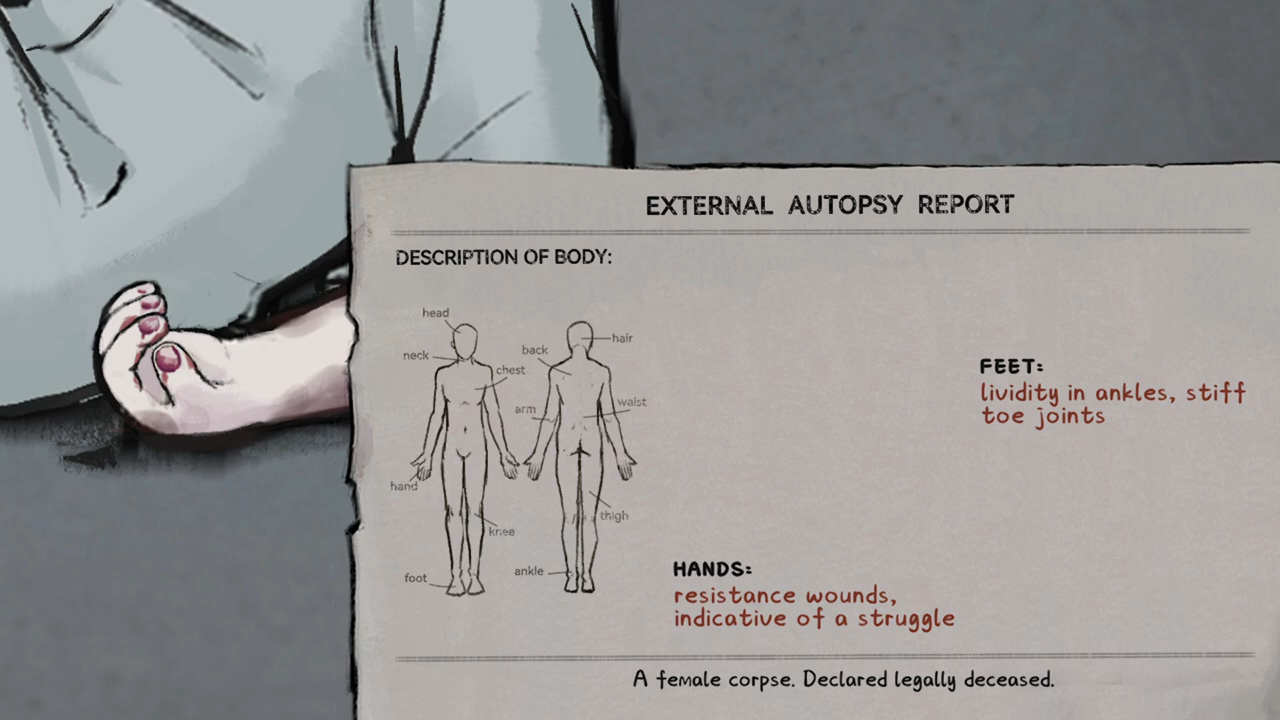 EXTERNAL AUTOPSY REPORT
DESCRIPTION OF BODY:
head
hair
neck
back
chest
arm
waist
hand
knee
thigh
foot
ankle
FEET:
lividity in ankles, stiff
toe joints
HANDS:
resistance wounds,
indicative of a struggle
A female corpse. Declared legally deceased.